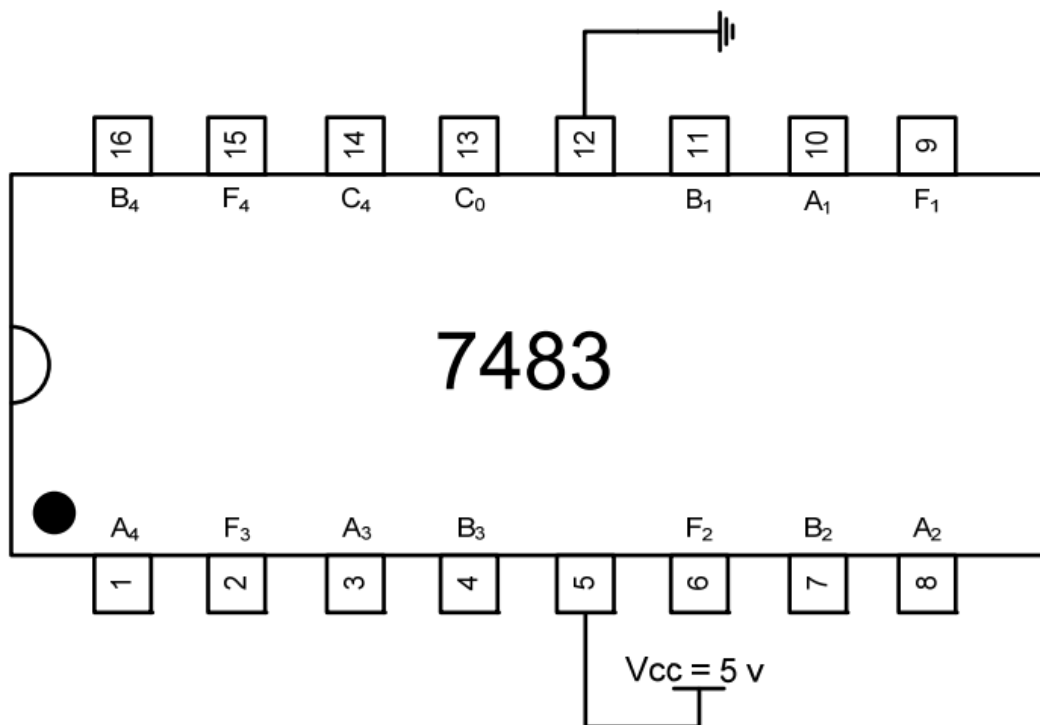 16 15 14 13 12 11 10 9
B₄ F₄ C₄ C₀ B₁ A₁ F₁
7483
A₄ F₃ A₃ B₃ F₂ B₂ A₂
1 2 3 4 5 6 7 8
Vcc = 5 v